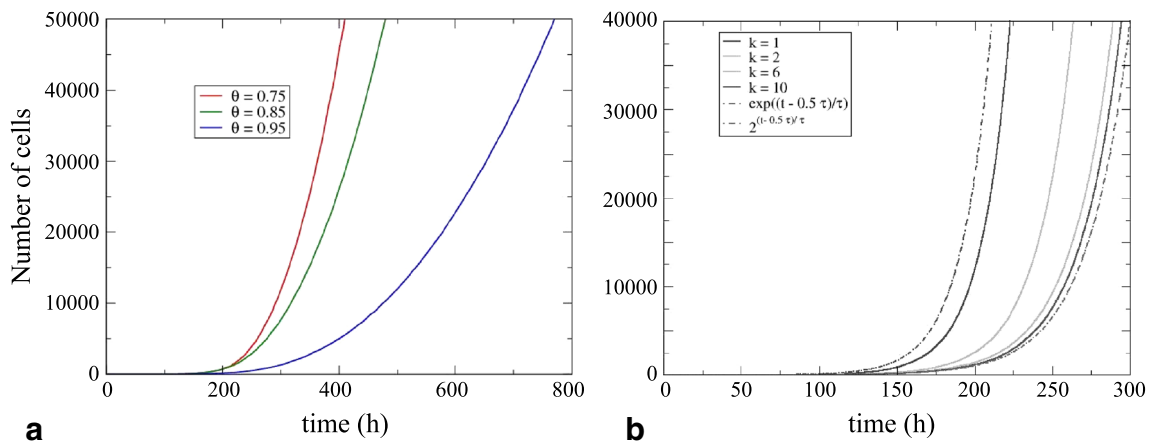 50000
40000
30000
20000
10000
0
Number of cells
θ = 0.75
θ = 0.85
θ = 0.95
0
200
400
600
800
time (h)
a
40000
30000
20000
10000
0
k = 1
k = 2
k = 6
k = 10
exp((t - 0.5 τ)/τ)
2^(t- 0.5 τ)/ τ
0
50
100
150
200
250
300
time (h)
b